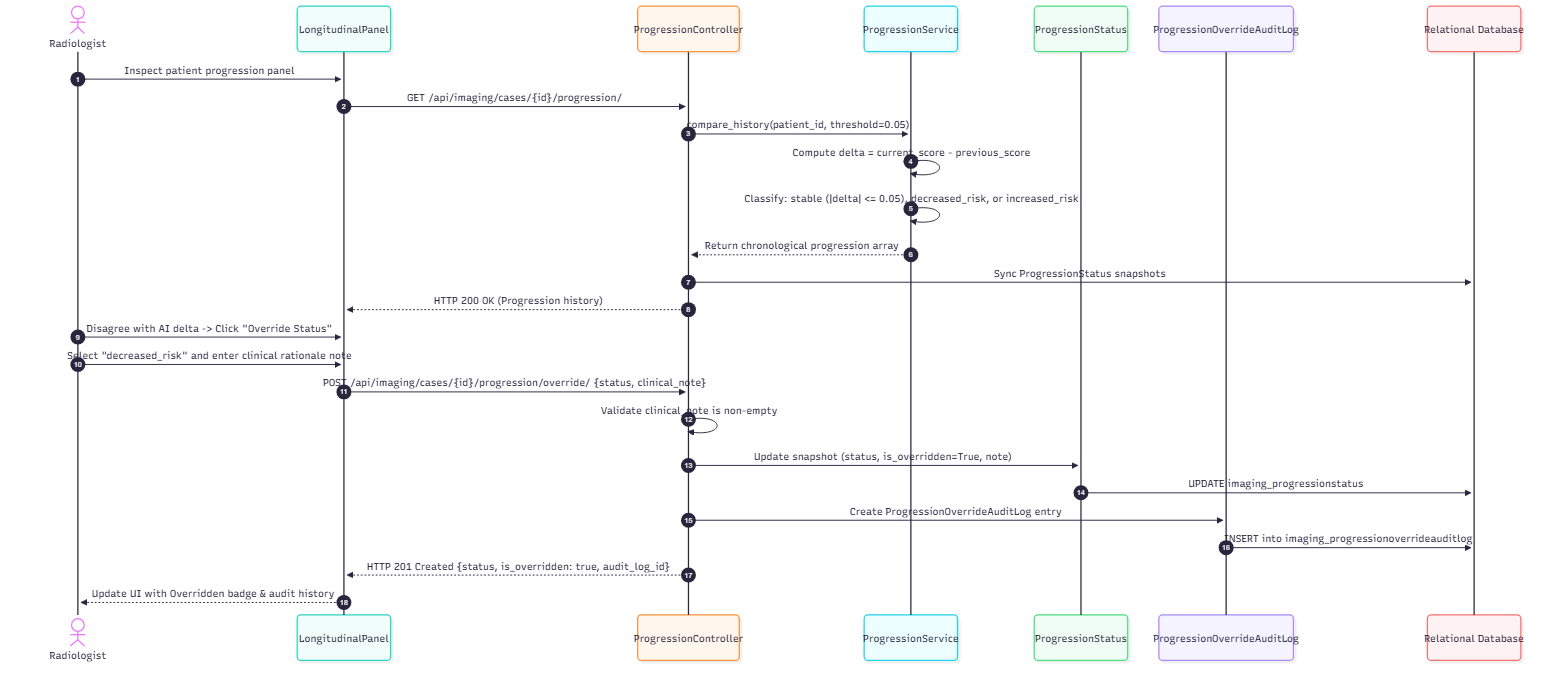 LongitudinalPanel
ProgressionController
ProgressionService
ProgressionStatus
ProgressionOverrideAuditLog
Relational Database
Radiologist
1
Inspect patient progression panel
2
GET /api/imaging/cases/{id}/progression/
3
compare_history(patient_id, threshold=0.05)
4
Compute delta = current_score - previous_score
5
Classify: stable (|delta| <= 0.05), decreased_risk, or increased_risk
6
Return chronological progression array
7
Sync ProgressionStatus snapshots
8
HTTP 200 OK (Progression history)
9
Disagree with AI delta -> Click "Override Status"
10
Select "decreased_risk" and enter clinical rationale note
11
POST /api/imaging/cases/{id}/progression/override/ {status, clinical_note}
12
Validate clinical_note is non-empty
13
Update snapshot (status, is_overridden=True, note)
14
UPDATE imaging_progressionstatus
15
Create ProgressionOverrideAuditLog entry
16
INSERT into imaging_progressionoverrideauditlog
17
HTTP 201 Created {status, is_overridden: true, audit_log_id}
18
Update UI with Overridden badge & audit history
LongitudinalPanel
ProgressionController
ProgressionService
ProgressionStatus
ProgressionOverrideAuditLog
Relational Database
Radiologist